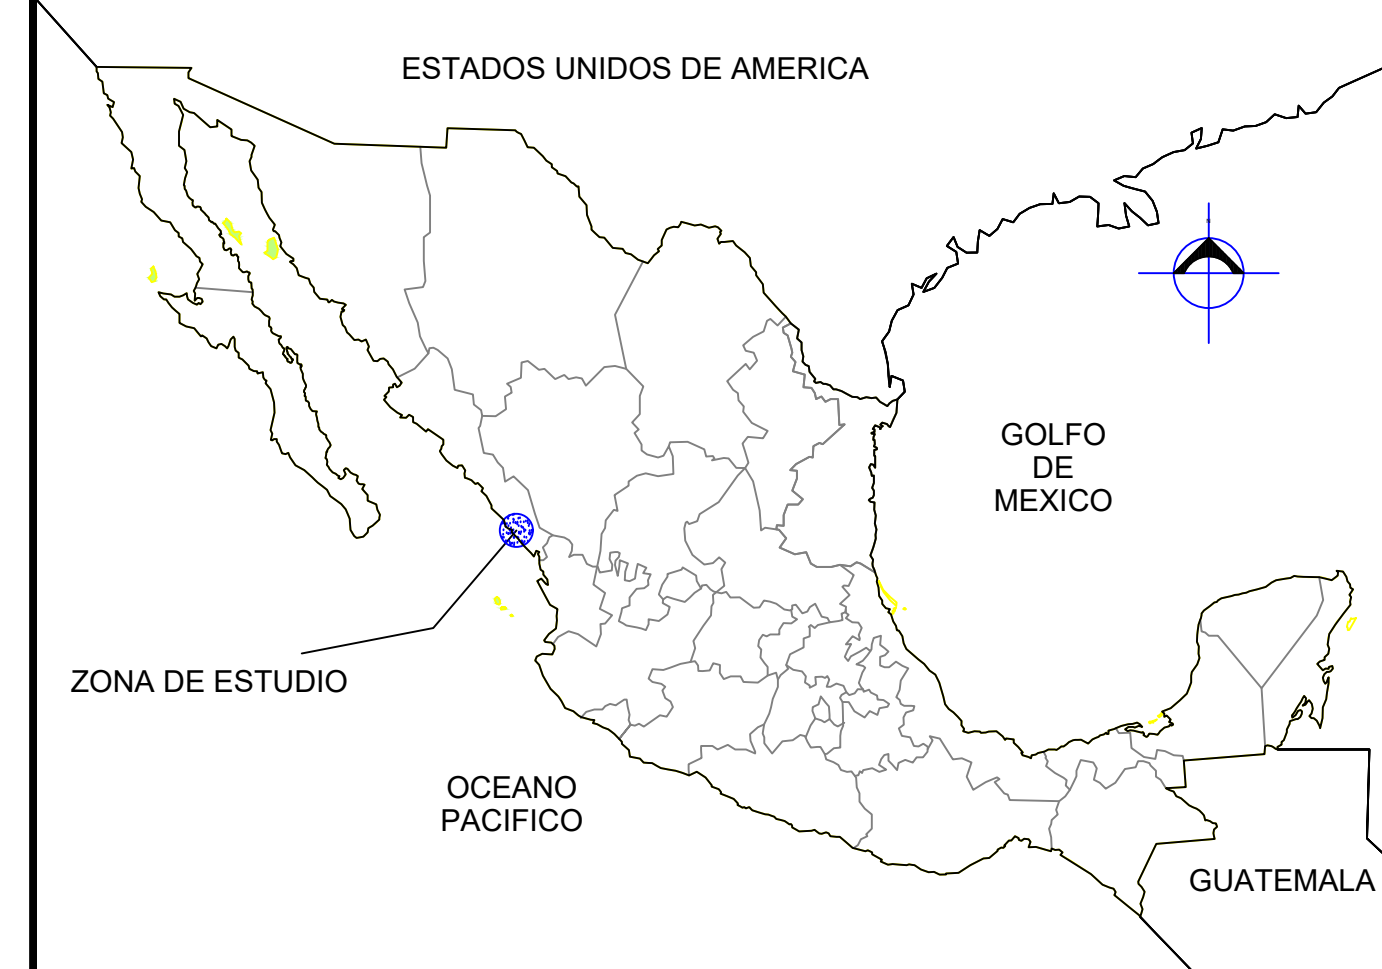 ESTADOS UNIDOS DE AMERICA
GOLFO
DE
MEXICO
ZONA DE ESTUDIO
OCEANO
PACIFICO
GUATEMALA